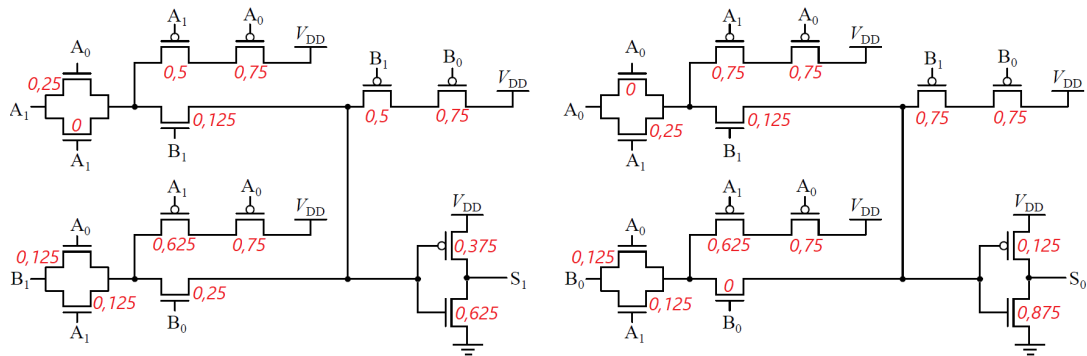 A1 A0 VDD
A0 0,25 0,5 0,75 B1 B0 VDD
A1 0 0,125 0,5 0,75
A1 B1
A1 A0 VDD
A0 0,125 0,625 0,75 VDD
B1 0,125 0,25 0,375 S1
A1 B0 0,625
A1 A0 VDD
A0 0 0,75 0,75 B1 B0 VDD
A0 0,25 0,125 0,75 0,75
A1 B1
A1 A0 VDD
A0 0,125 0,625 0,75 VDD
B0 0,125 0 0,125 S0
A1 B0 0,875